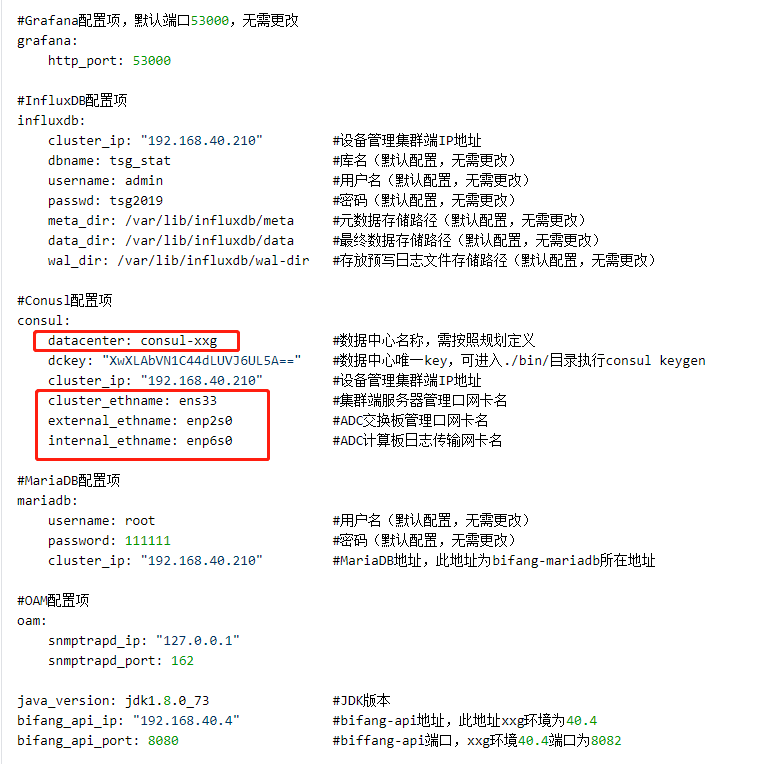 #Grafana配置项，默认端口53000，无需更改
grafana:
    http_port: 53000

#InfluxDB配置项
influxdb:
    cluster_ip: "192.168.40.210"         #设备管理集群端IP地址
    dbname: tsg_stat                     #库名（默认配置，无需更改）
    username: admin                      #用户名（默认配置，无需更改）
    passwd: tsg2019                      #密码（默认配置，无需更改）
    meta_dir: /var/lib/influxdb/meta     #元数据存储路径（默认配置，无需更改）
    data_dir: /var/lib/influxdb/data     #最终数据存储路径（默认配置，无需更改）
    wal_dir: /var/lib/influxdb/wal-dir   #存放预写日志文件存储路径（默认配置，无需更改）

#Conusl配置项
consul:
    datacenter: consul-xxg               #数据中心名称，需按照规划定义
    dckey: "XwXLAbVN1C44dLUVJ6UL5A=="    #数据中心唯一key，可进入./bin/目录执行consul keygen
    cluster_ip: "192.168.40.210"         #设备管理集群端IP地址
    cluster_ethname: ens33               #集群端服务器管理口网卡名
    external_ethname: enp2s0             #ADC交换板管理口网卡名
    internal_ethname: enp6s0             #ADC计算板日志传输网卡名

#MariaDB配置项
mariadb:
    username: root                       #用户名（默认配置，无需更改）
    password: 111111                     #密码（默认配置，无需更改）
    cluster_ip: "192.168.40.210"         #MariaDB地址，此地址为bifang-mariadb所在地址

#OAM配置项
oam:
    snmptrapd_ip: "127.0.0.1"
    snmptrapd_port: 162

java_version: jdk1.8.0_73                #JDK版本
bifang_api_ip: "192.168.40.4"            #bifang-api地址，此地址xxg环境为40.4
bifang_api_port: 8080                    #biffang-api端口，xxg环境40.4端口为8082